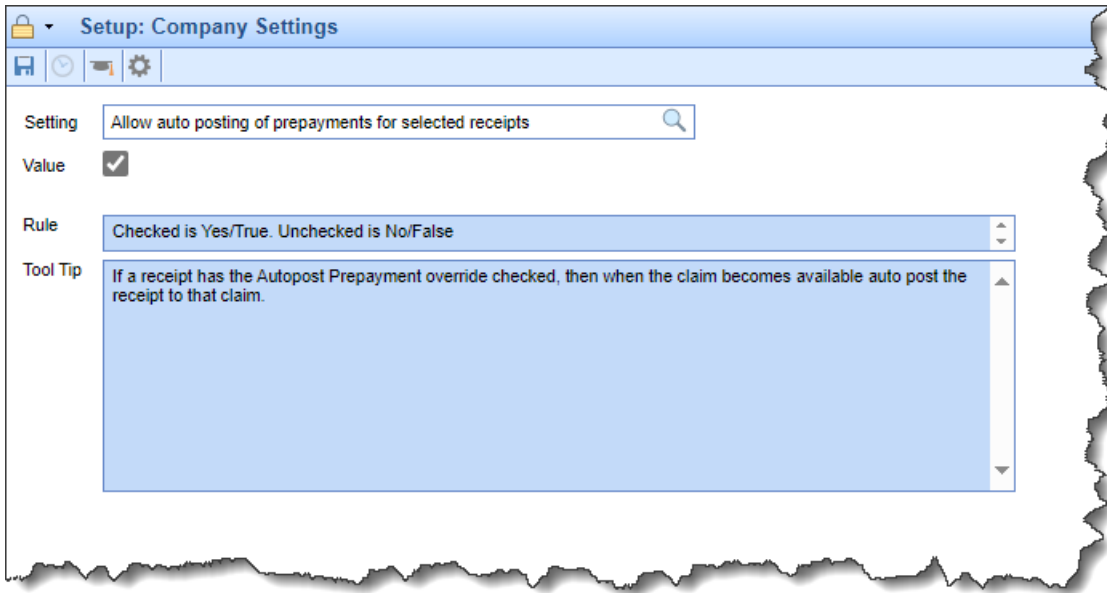 Setup: Company Settings
Setting Allow auto posting of prepayments for selected receipts
Value
Rule Checked is Yes/True. Unchecked is No/False
Tool Tip If a receipt has the Autopost Prepayment override checked, then when the claim becomes available auto post the
receipt to that claim.